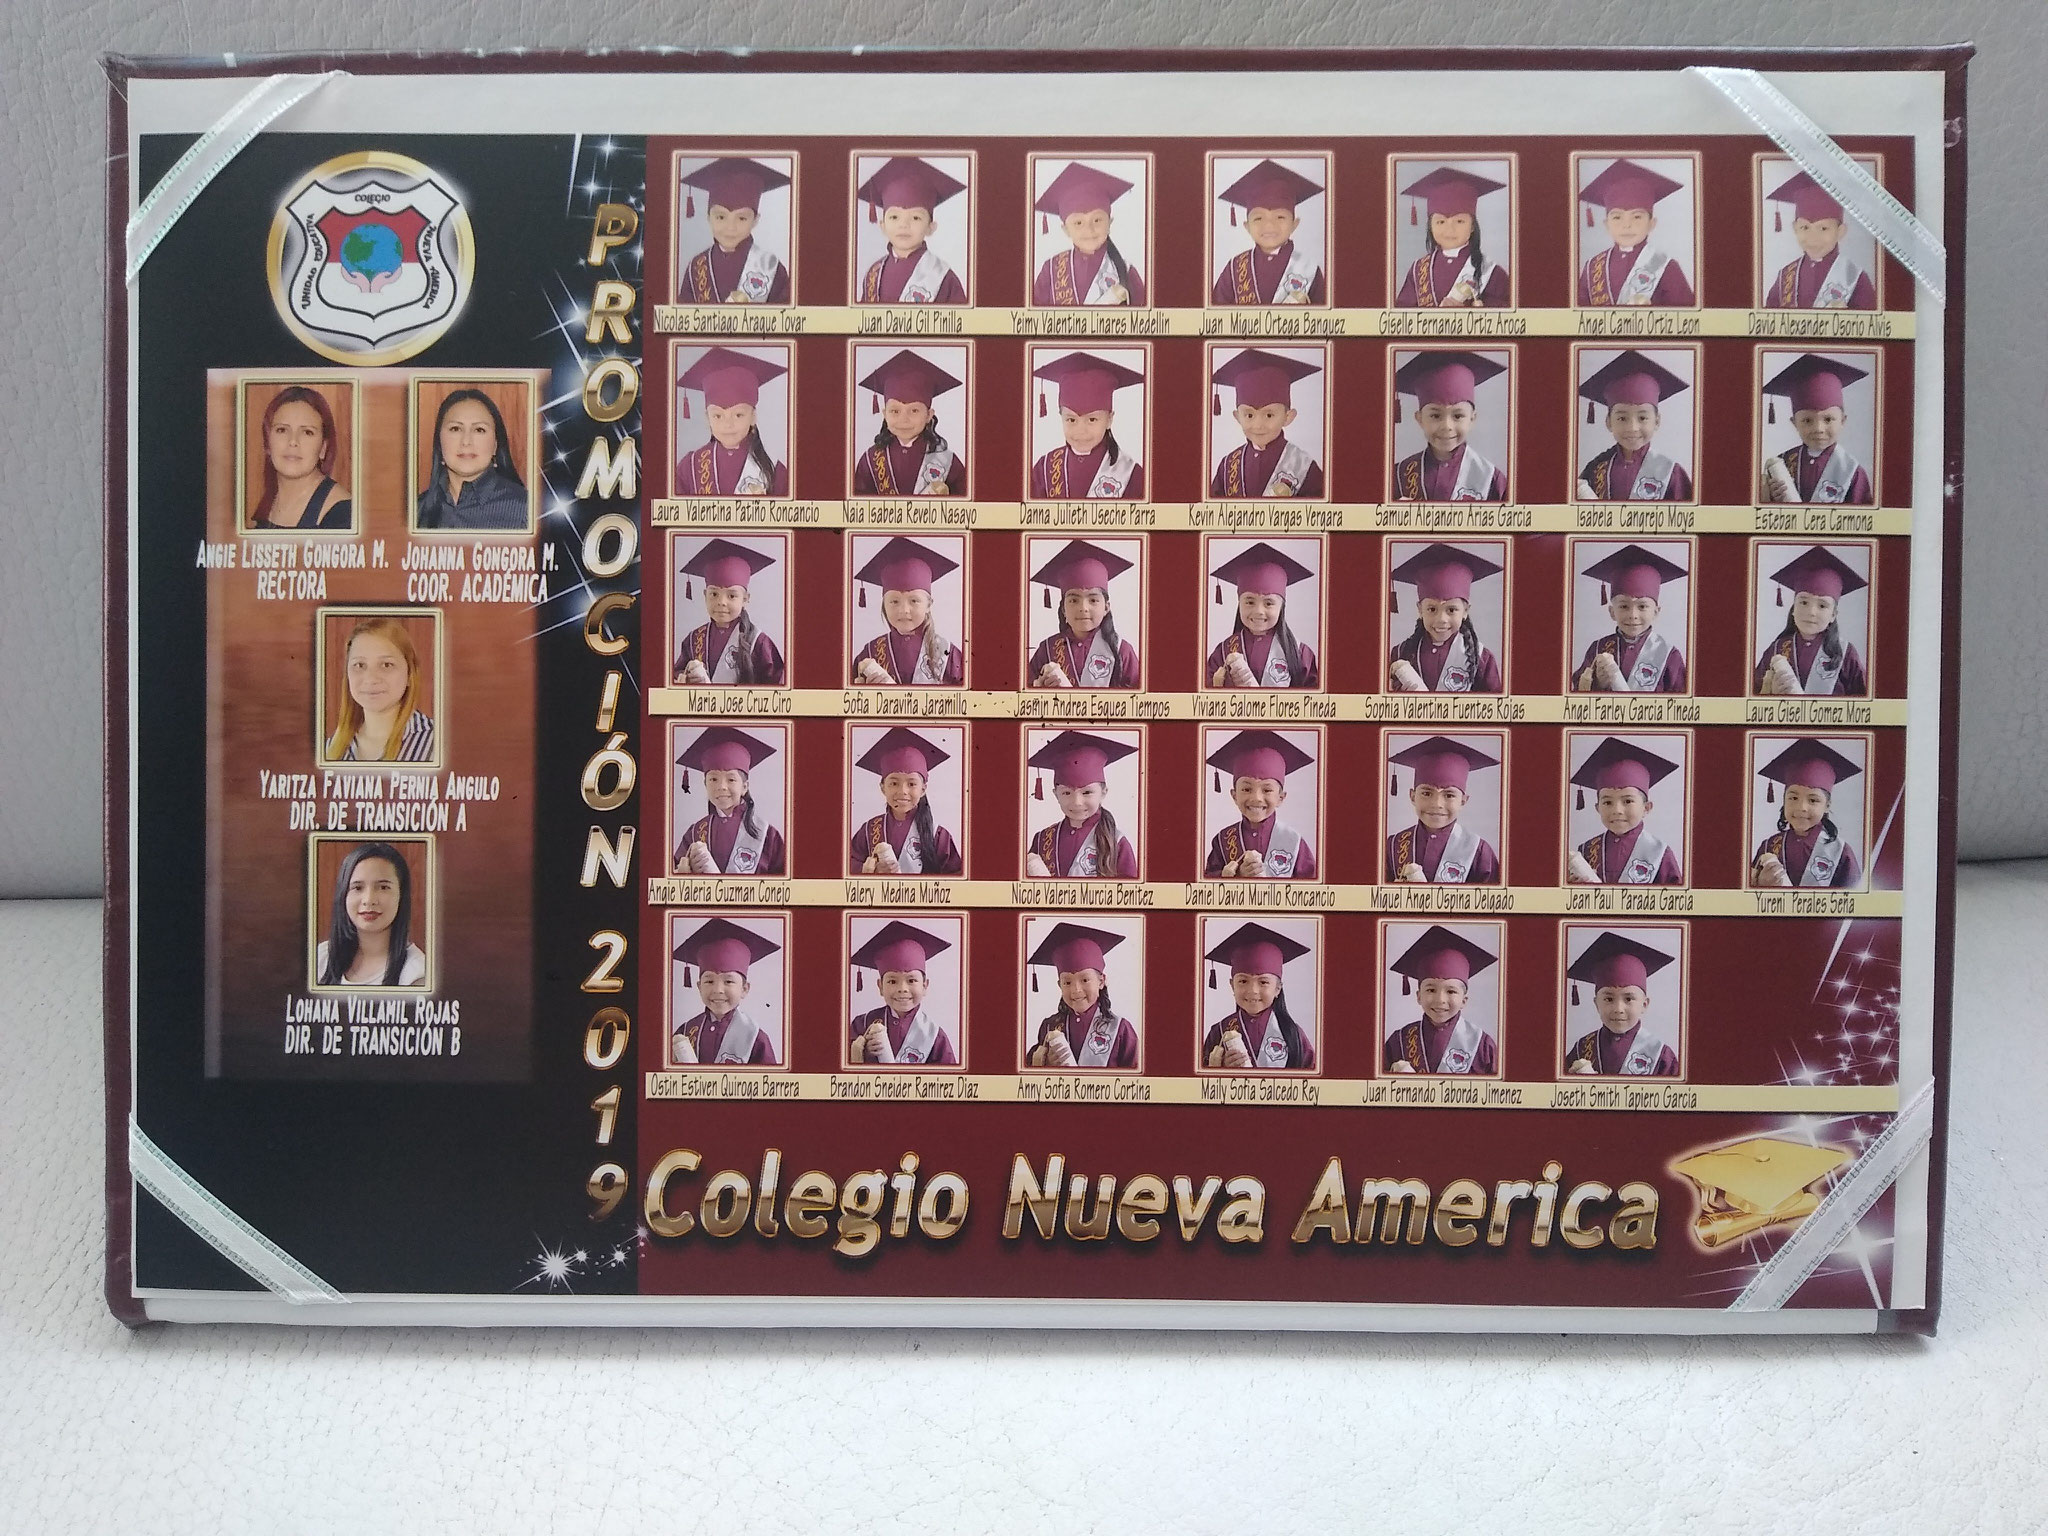 COLEGIO
UNIDAD EDUCATIVA
NUEVA AMERICA
ANGIE LISSETH GONGORA M.
RECTORA
JOHANNA GONGORA M.
COOR. ACADÉMICA
YARITZA FAVIANA PERNIA ANGULO
DIR. DE TRANSICIÓN A
LOHANA VILLAMIL ROJAS
DIR. DE TRANSICIÓN B
PROMOCIÓN 2019
Nicolas Santiago Araque Tovar
Juan David Gil Pinilla
Yeimy Valentina Linares Medellin
Juan Miguel Ortega Banquez
Giselle Fernanda Ortiz Aroca
Angel Camilo Ortiz Leon
David Alexander Osorio Alvis
Laura Valentina Patiño Roncancio
Naia Isabela Revelo Nasayo
Danna Julieth Useche Parra
Kevin Alejandro Vargas Vergara
Samuel Alejandro Arias Garcia
Isabela Cangrejo Moya
Esteban Cera Carmona
Maria Jose Cruz Ciro
Sofia Daraviña Jaramillo
Jasmin Andrea Esquea Tiempos
Viviana Salome Flores Pineda
Sophia Valentina Fuentes Rojas
Angel Farley Garcia Pineda
Laura Gisell Gomez Mora
Angie Valeria Guzman Conejo
Valery Medina Muñoz
Nicole Valeria Murcia Benitez
Daniel David Murillo Roncancio
Miguel Angel Ospina Delgado
Jean Paul Parada Garcia
Yureni Perales Seña
Ostin Estiven Quiroga Barrera
Brandon Sneider Ramirez Diaz
Anny Sofia Romero Cortina
Maily Sofia Salcedo Rey
Juan Fernando Taborda Jimenez
Joseth Smith Tapiero Garcia
Colegio Nueva America